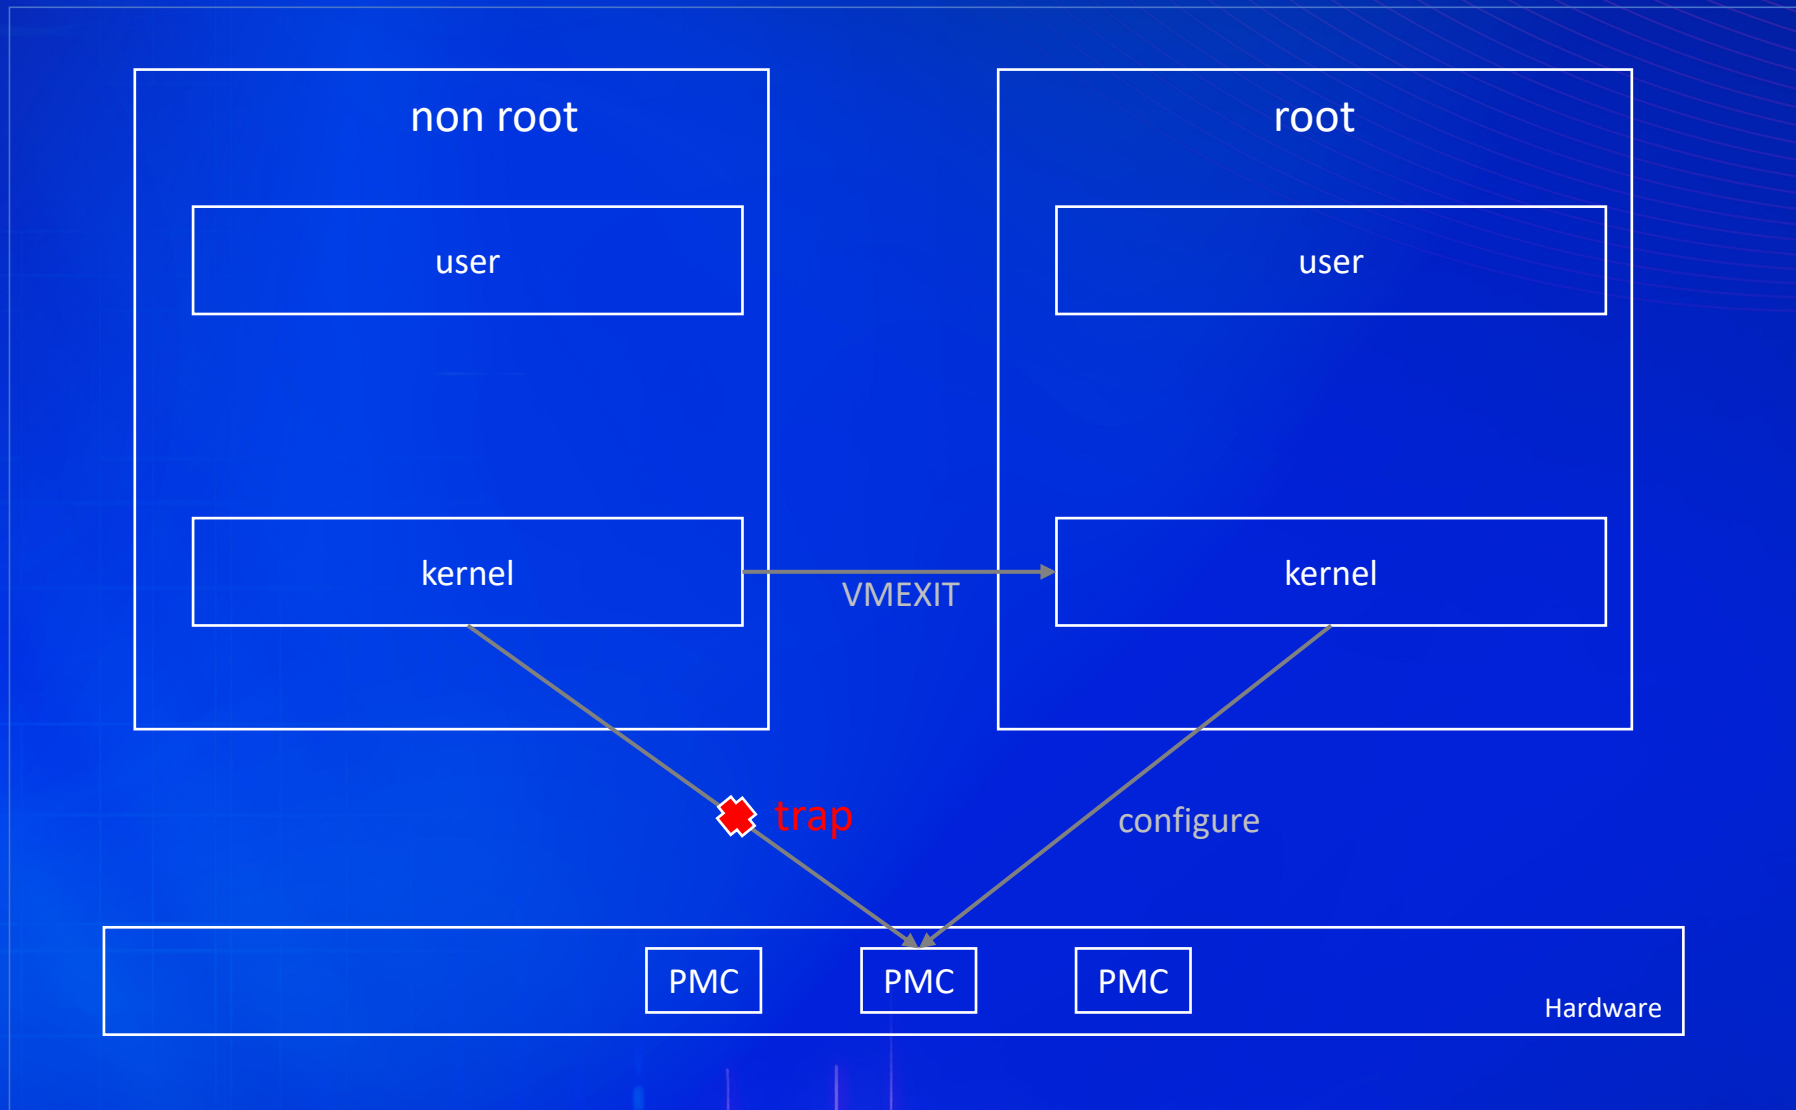 non root
root
user
user
kernel
kernel
VMEXIT
trap
configure
PMC
PMC
PMC
Hardware